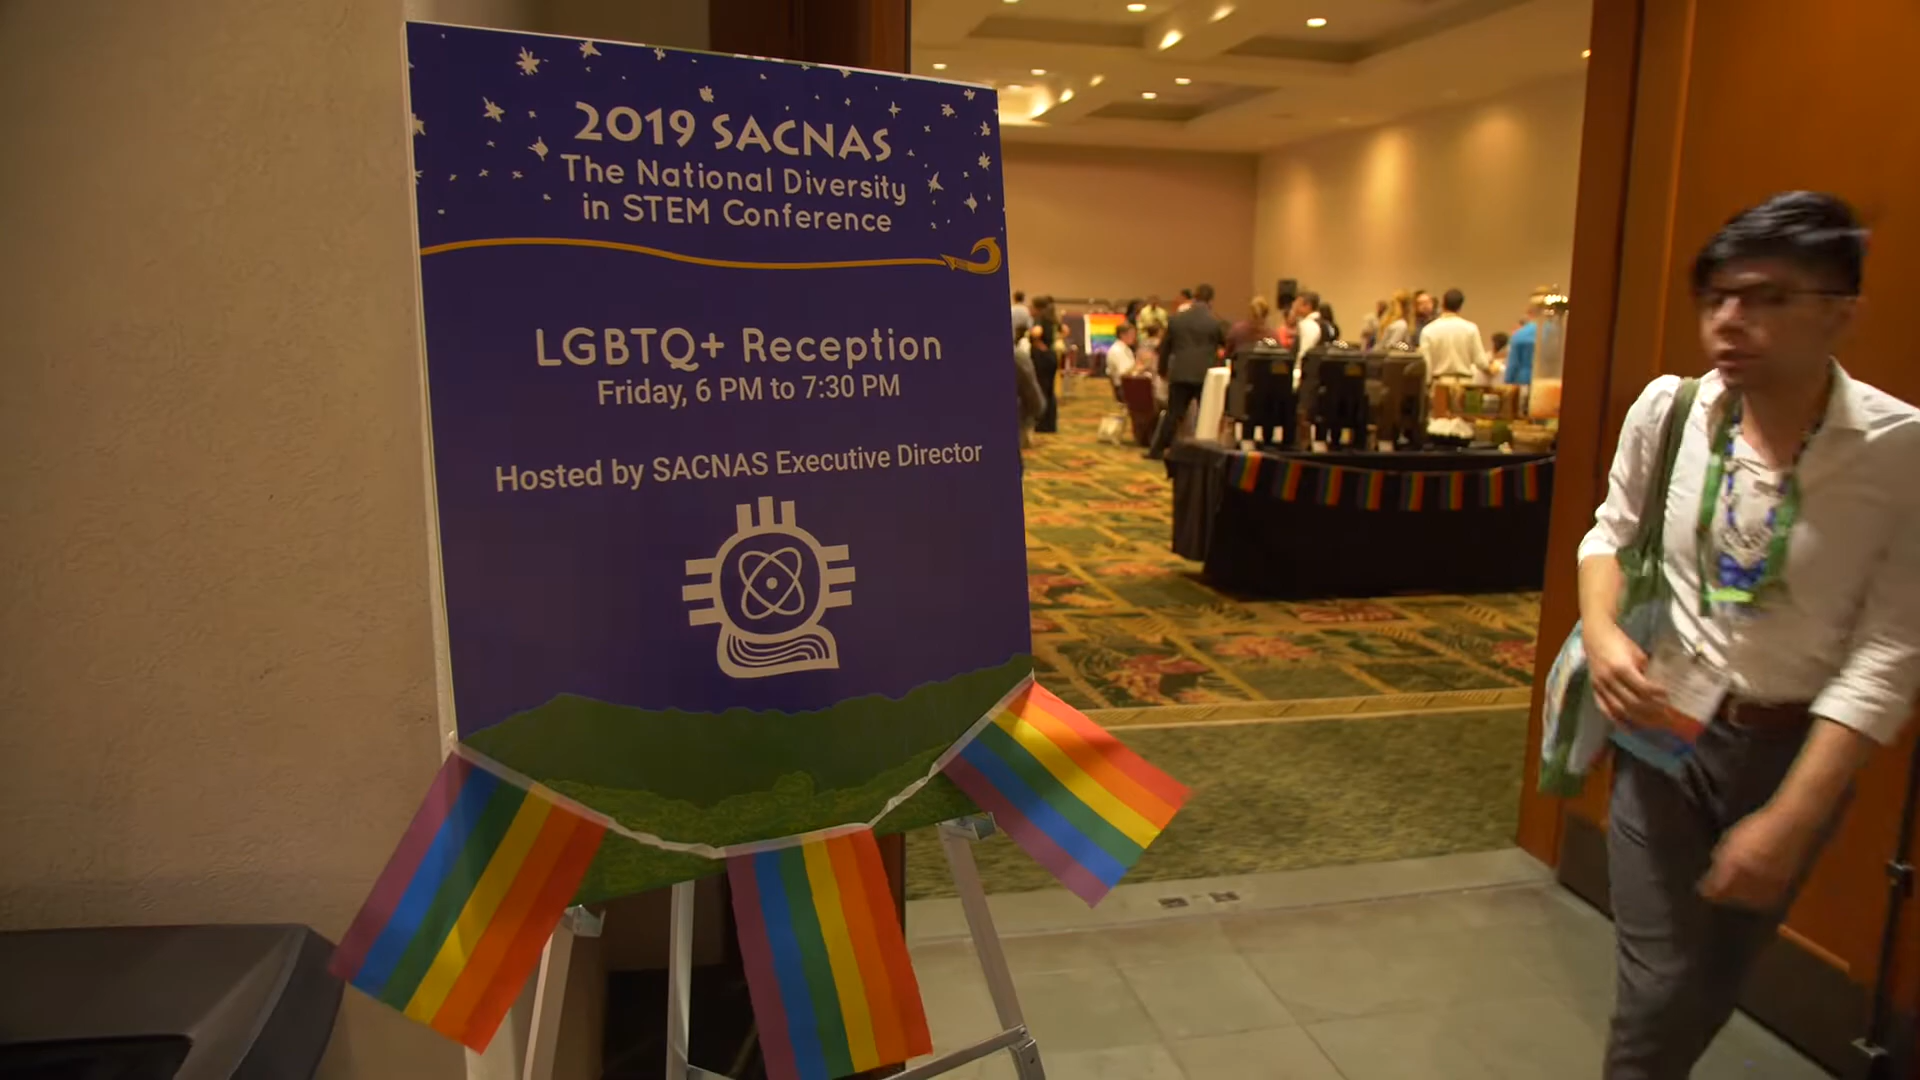 2019 SACNAS
The National Diversity
in STEM Conference
LGBTQ+ Reception
Friday, 6 PM to 7:30 PM
Hosted by SACNAS Executive Director